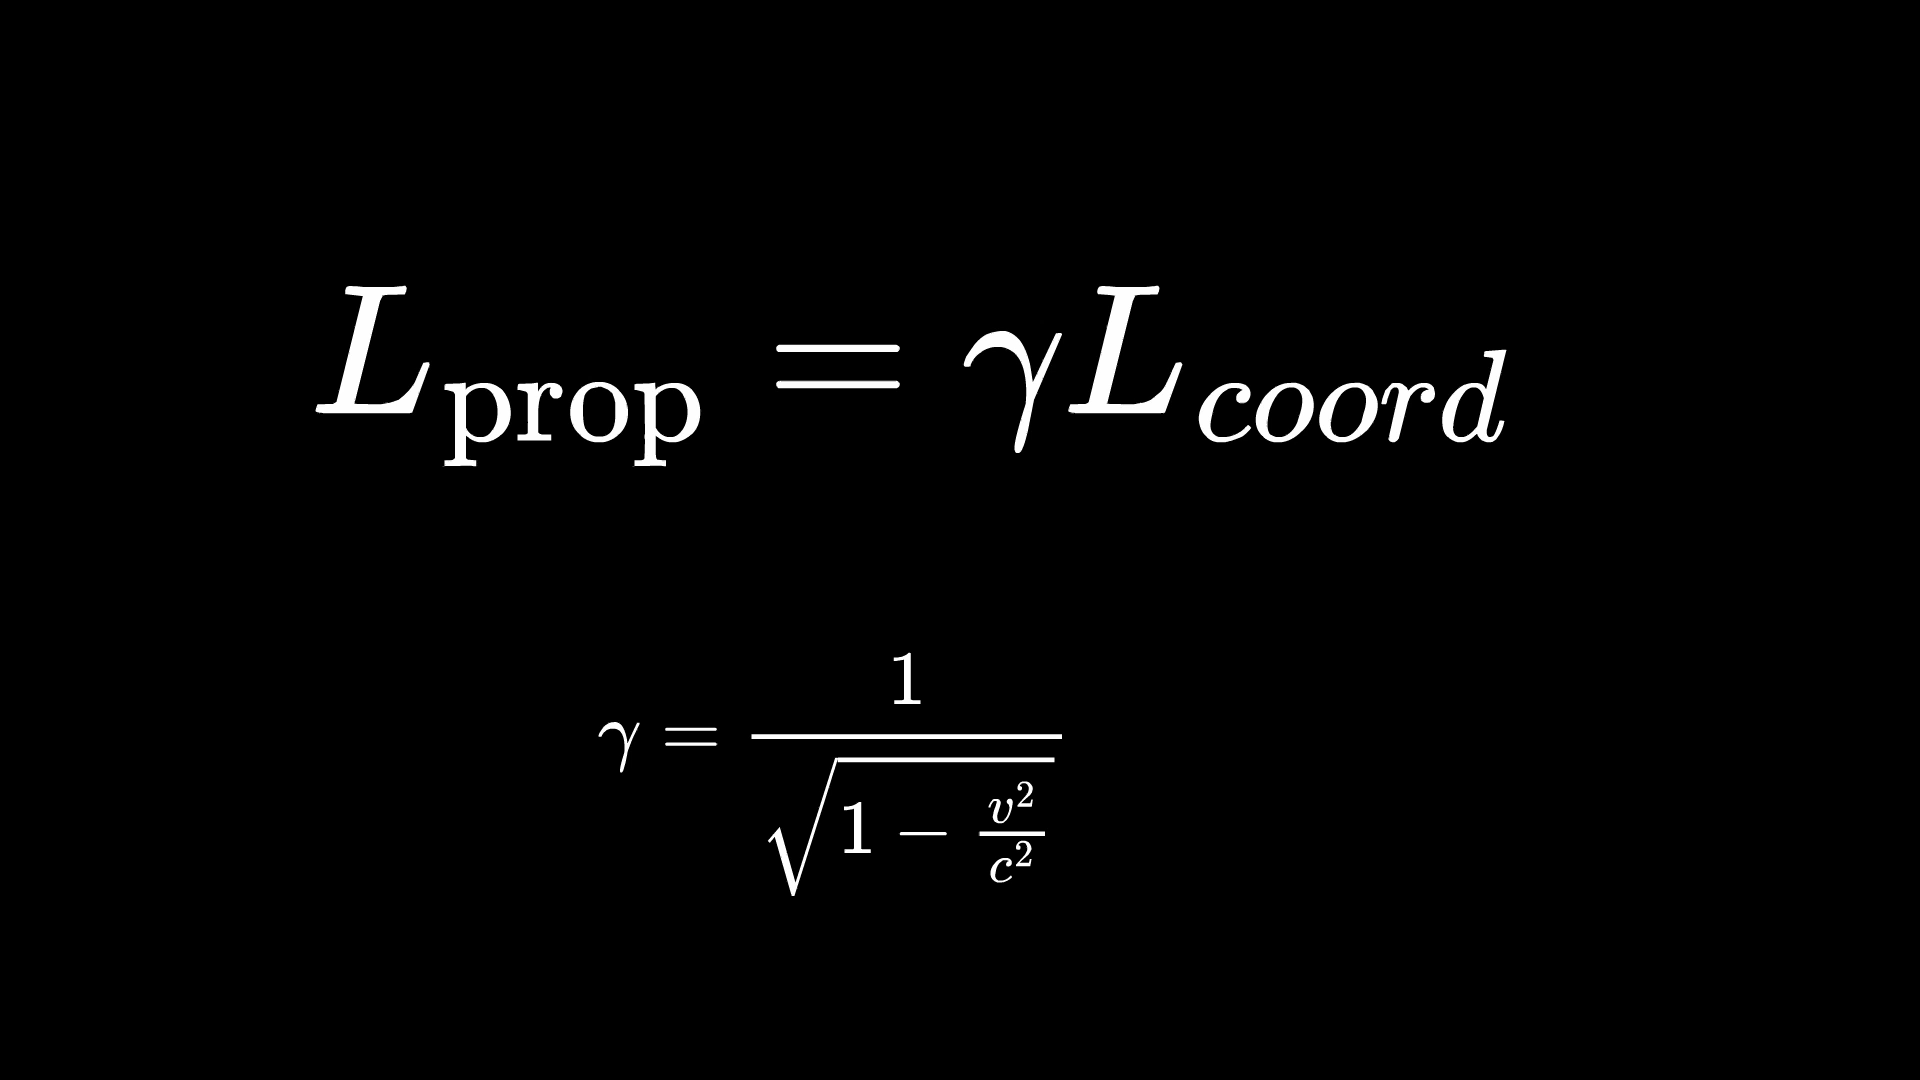 L_prop = γL_coord
γ = 1 / √(1 − v²/c²)